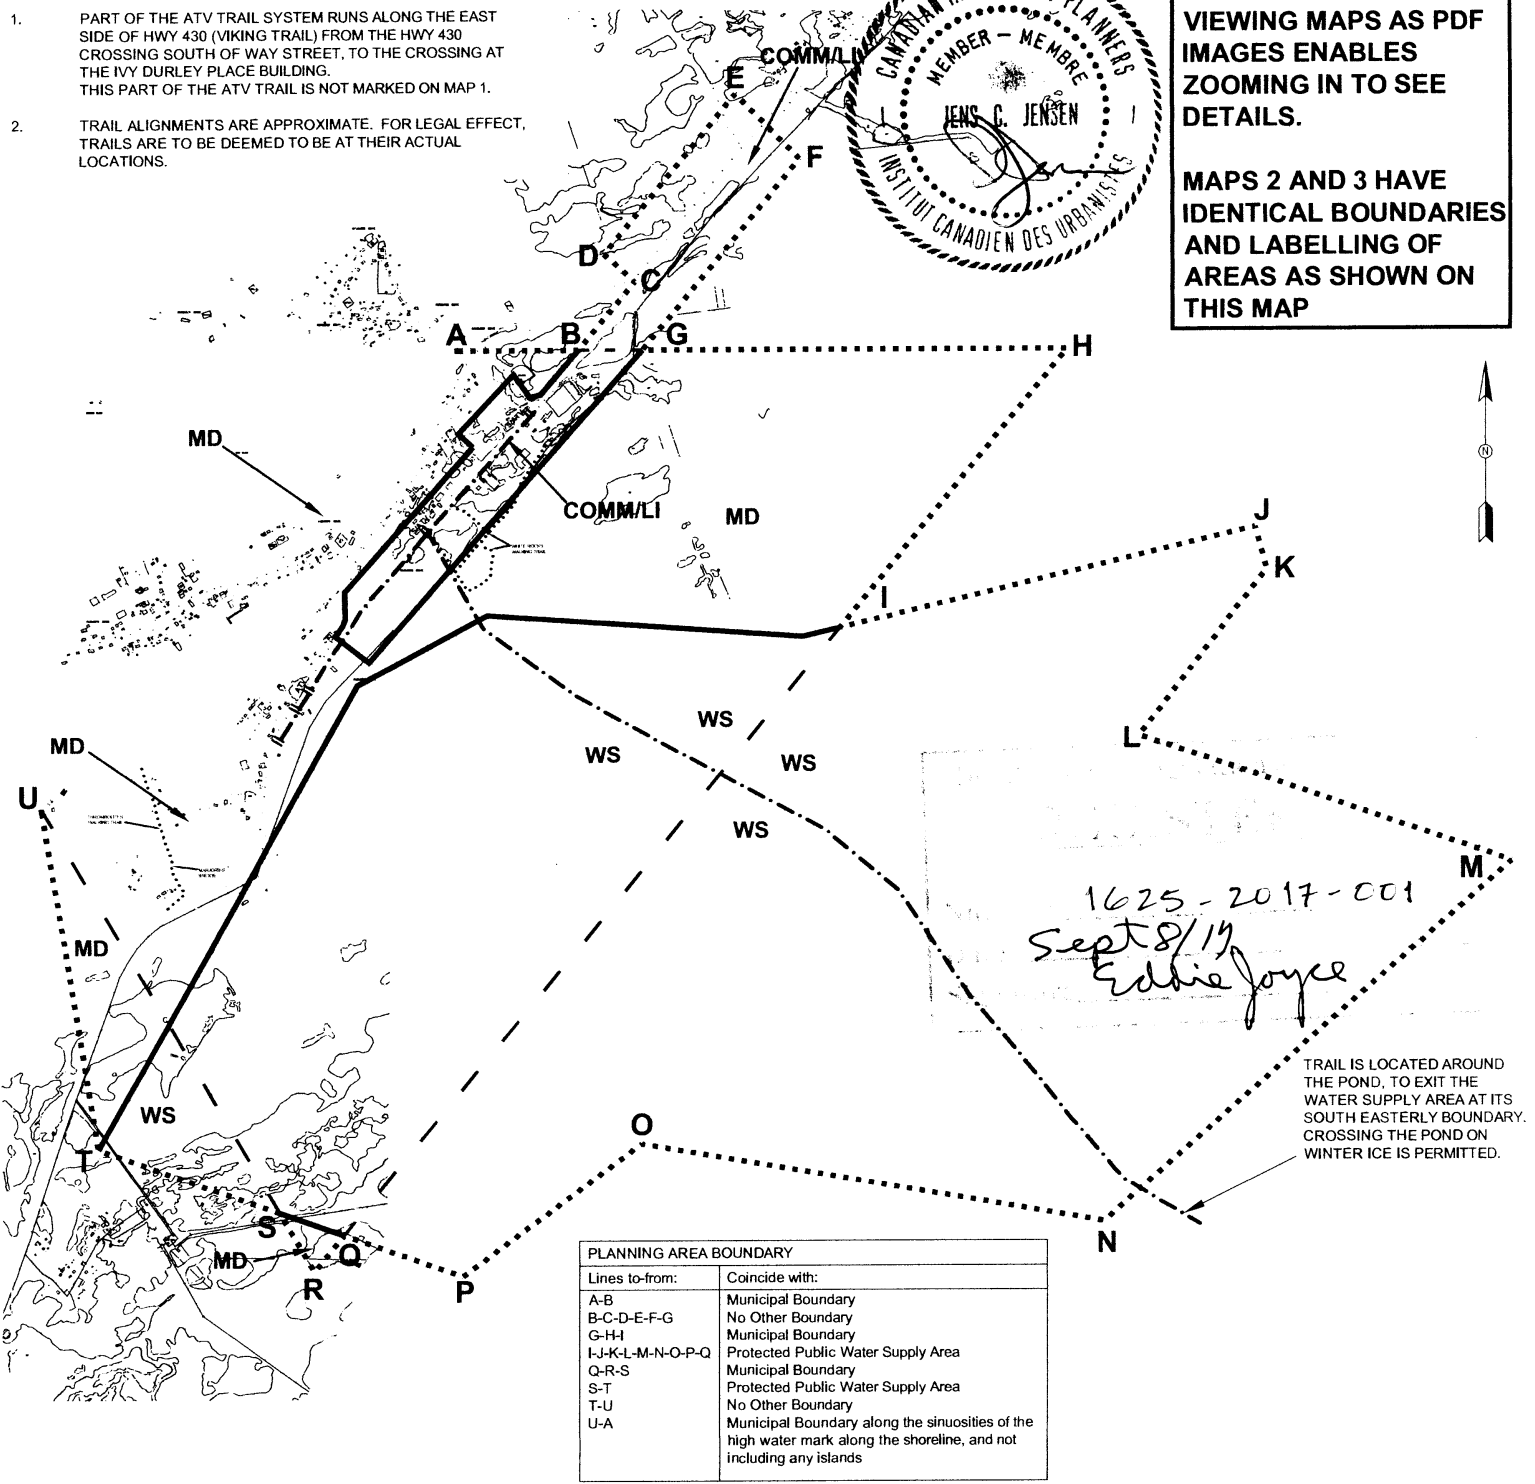 1. PART OF THE ATV TRAIL SYSTEM RUNS ALONG THE EAST
SIDE OF HWY 430 (VIKING TRAIL) FROM THE HWY 430
CROSSING SOUTH OF WAY STREET, TO THE CROSSING AT
THE IVY DURLEY PLACE BUILDING.
THIS PART OF THE ATV TRAIL IS NOT MARKED ON MAP 1.
2. TRAIL ALIGNMENTS ARE APPROXIMATE. FOR LEGAL EFFECT,
TRAILS ARE TO BE DEEMED TO BE AT THEIR ACTUAL
LOCATIONS.
CANADIAN PLANNERS
MEMBER - MEMBRE
JENS C. JENSEN
INSTITUT CANADIEN DES URBANISTES
VIEWING MAPS AS PDF
IMAGES ENABLES
ZOOMING IN TO SEE
DETAILS.
MAPS 2 AND 3 HAVE
IDENTICAL BOUNDARIES
AND LABELLING OF
AREAS AS SHOWN ON
THIS MAP
COMM/LI
E
F
D
C
A
B
G
H
N
MD
COMM/LI
MD
J
K
I
WS
WS
WS
WS
L
MD
U
M
1625-2017-001
Sept 8/17
Eddie Joyce
MD
TRAIL IS LOCATED AROUND
THE POND, TO EXIT THE
WATER SUPPLY AREA AT ITS
SOUTH EASTERLY BOUNDARY.
CROSSING THE POND ON
WINTER ICE IS PERMITTED.
WS
O
T
S
N
MD
Q
R
P
PLANNING AREA BOUNDARY
Lines to-from: Coincide with:
A-B Municipal Boundary
B-C-D-E-F-G No Other Boundary
G-H-I Municipal Boundary
I-J-K-L-M-N-O-P-Q Protected Public Water Supply Area
Q-R-S Municipal Boundary
S-T Protected Public Water Supply Area
T-U No Other Boundary
U-A Municipal Boundary along the sinuosities of the
high water mark along the shoreline, and not
including any islands